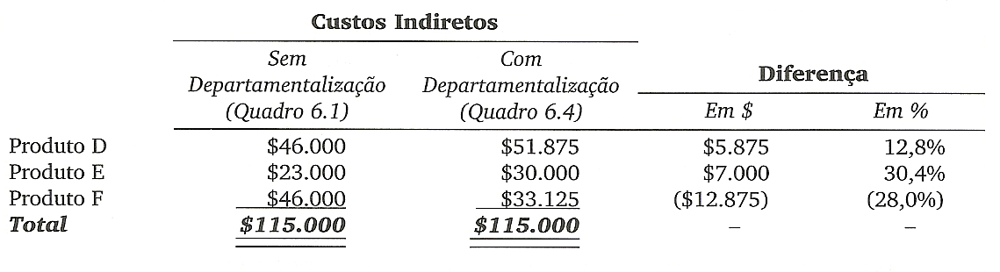 Custos Indiretos
Sem Com
Departamentalização Departamentalização Diferença
(Quadro 6.1) (Quadro 6.4) Em $ Em %
Produto D $46.000 $51.875 $5.875 12,8%
Produto E $23.000 $30.000 $7.000 30,4%
Produto F $46.000 $33.125 ($12.875) (28,0%)
Total $115.000 $115.000 – –